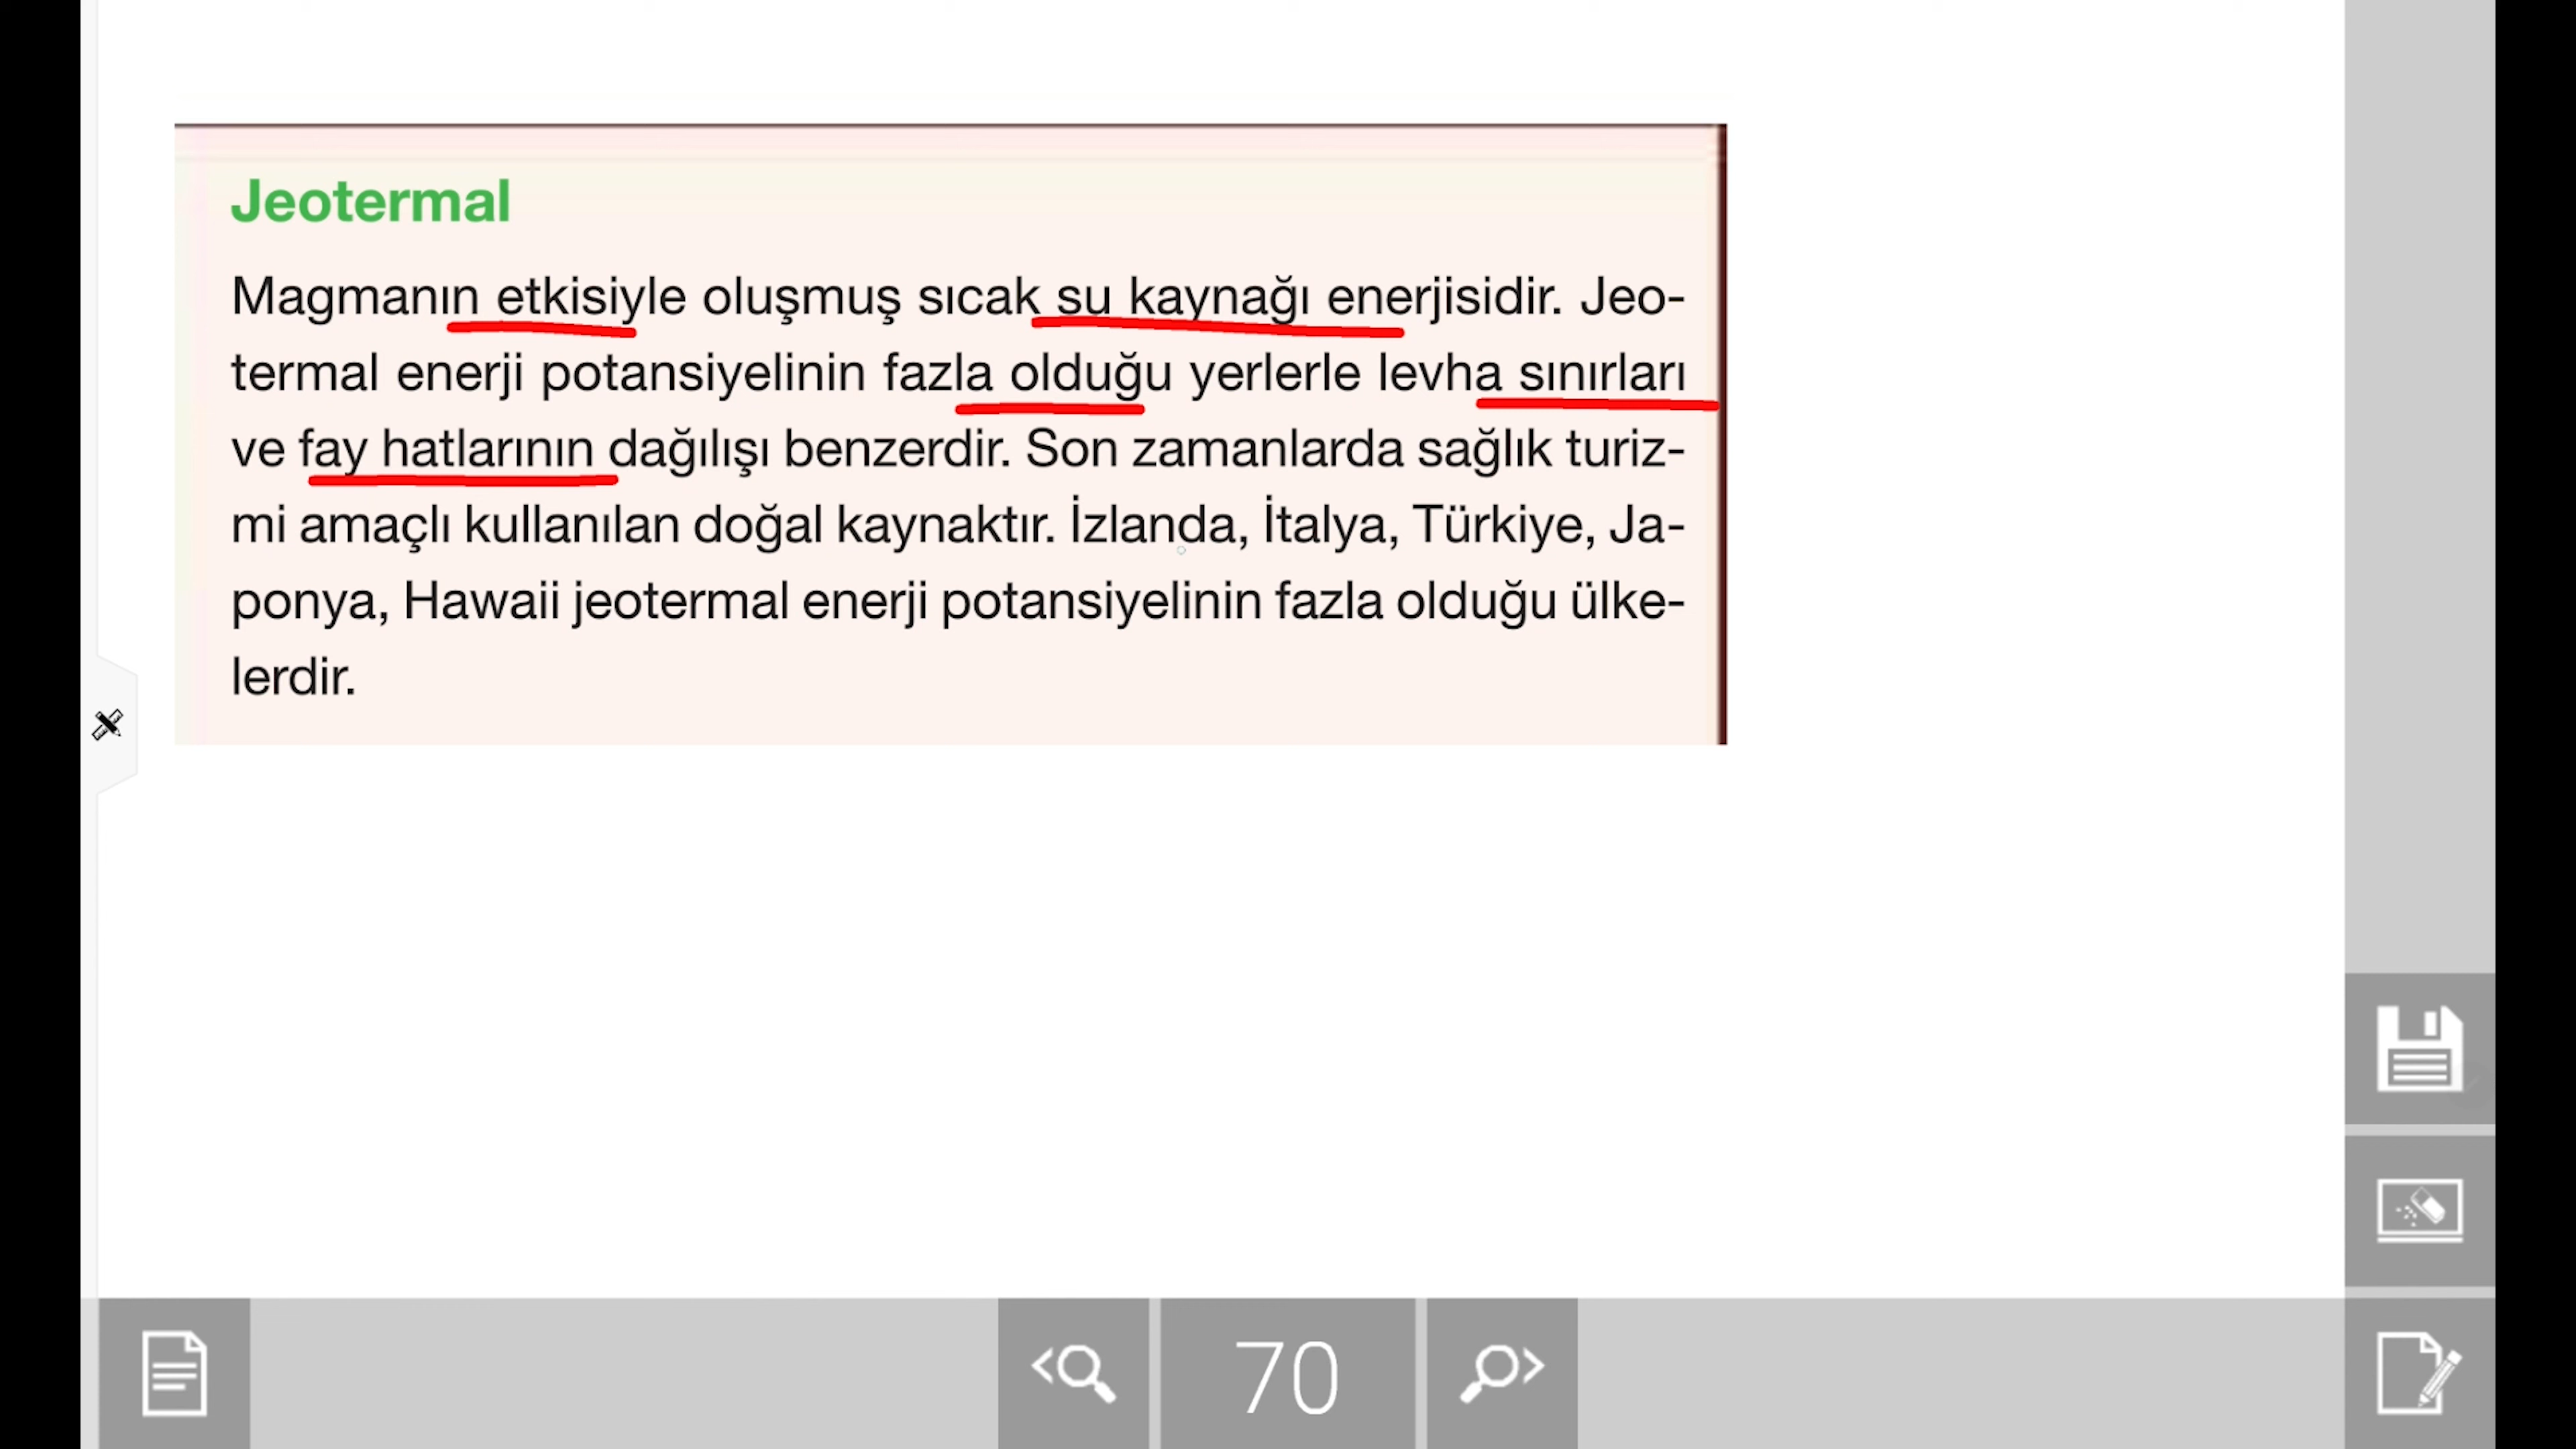 Jeotermal
Magmanın etkisiyle oluşmuş sıcak su kaynağı enerjisidir. Jeo-
termal enerji potansiyelinin fazla olduğu yerlerle levha sınırları
ve fay hatlarının dağılışı benzerdir. Son zamanlarda sağlık turiz-
mi amaçlı kullanılan doğal kaynaktır. İzlanda, İtalya, Türkiye, Ja-
ponya, Hawaii jeotermal enerji potansiyelinin fazla olduğu ülke-
lerdir.
70